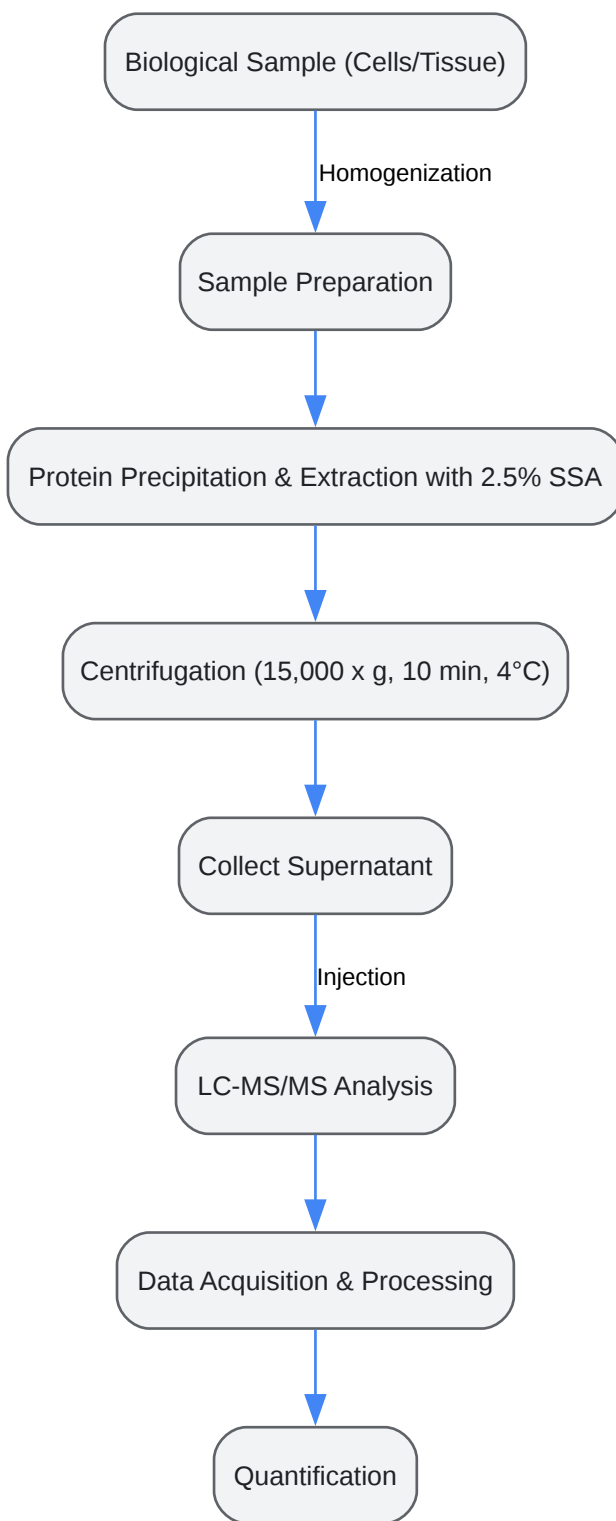 Biological Sample (Cells/Tissue)
Homogenization
Sample Preparation
Protein Precipitation & Extraction with 2.5% SSA
Centrifugation (15,000 x g, 10 min, 4°C)
Collect Supernatant
Injection
LC-MS/MS Analysis
Data Acquisition & Processing
Quantification